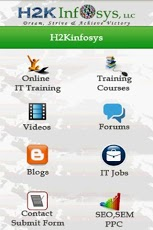 H2K Infosys, LLC
Dream, Strive & Achieve Victory
H2Kinfosys
Online
IT Training
Training
Courses
Videos
Forums
Blogs
IT Jobs
Contact
Submit Form
SEO,SEM
PPC